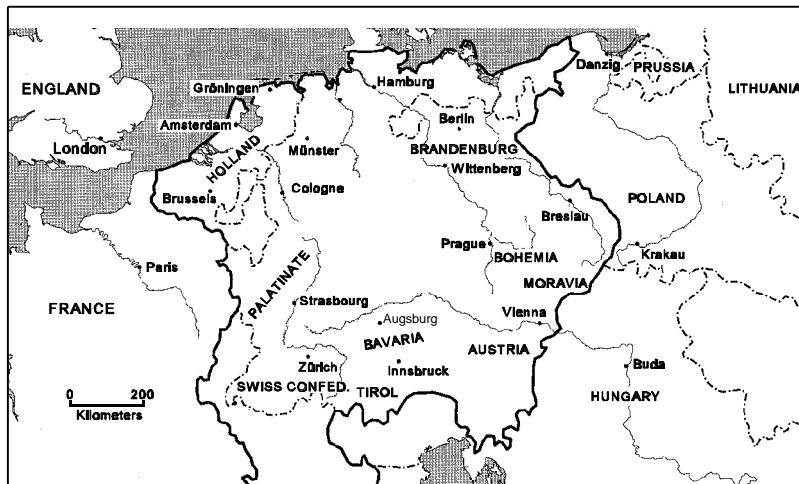 Danzig
PRUSSIA
Hamburg
Gröningen
ENGLAND
LITHUANIA
Berlin
Amsterdam
London
HOLLAND
Münster
BRANDENBURG
Wittenberg
Brussels
Cologne
POLAND
Breslau
Prague
BOHEMIA
Krakau
Paris
PALATINATE
MORAVIA
FRANCE
Strasbourg
Vienna
Augsburg
BAVARIA
AUSTRIA
Zürich
Innsbruck
Buda
SWISS CONFED.
TIROL
HUNGARY
0 200
Kilometers